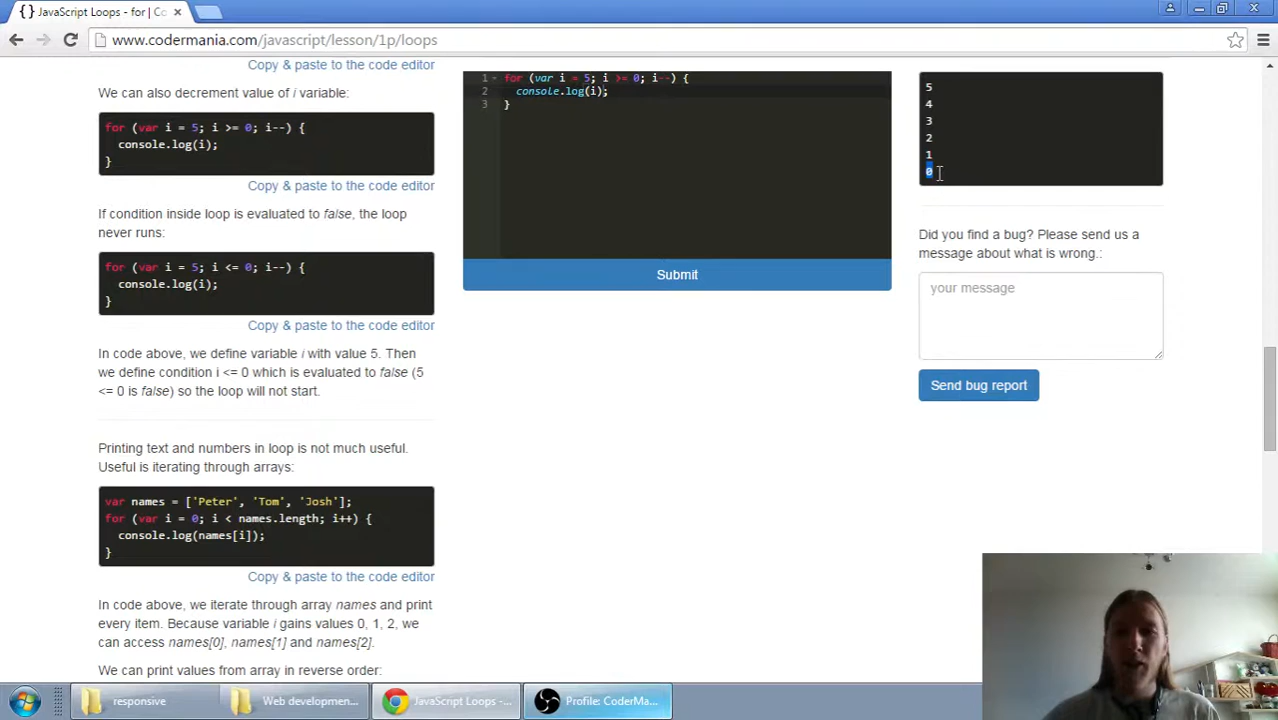 {} JavaScript Loops - for | Co
www.codermania.com/javascript/lesson/1p/loops
Copy & paste to the code editor
We can also decrement value of i variable:
for (var i = 5; i >= 0; i--) {
console.log(i);
}
Copy & paste to the code editor
If condition inside loop is evaluated to false, the loop
never runs:
for (var i = 5; i <= 0; i--) {
console.log(i);
}
Copy & paste to the code editor
In code above, we define variable i with value 5. Then
we define condition i <= 0 which is evaluated to false (5
<= 0 is false) so the loop will not start.
Printing text and numbers in loop is not much useful.
Useful is iterating through arrays:
var names = ['Peter', 'Tom', 'Josh'];
for (var i = 0; i < names.length; i++) {
console.log(names[i]);
}
Copy & paste to the code editor
In code above, we iterate through array names and print
every item. Because variable i gains values 0, 1, 2, we
can access names[0], names[1] and names[2].
We can print values from array in reverse order:
1 for (var i = 5; i >= 0; i--) {
2 console.log(i);
3 }
Submit
5
4
3
2
1
0
Did you find a bug? Please send us a
message about what is wrong.:
your message
Send bug report
responsive
Web developmen...
JavaScript Loops -...
Profile: CoderMa...